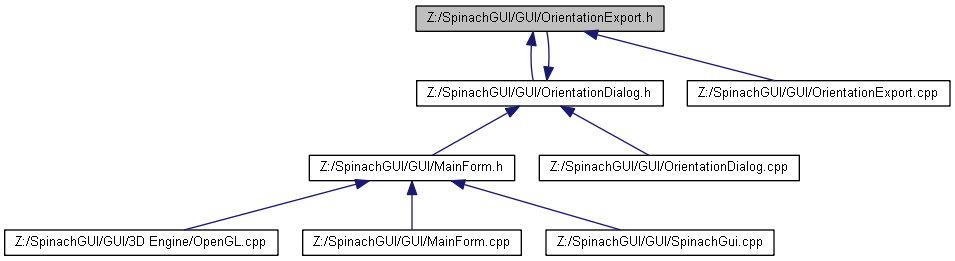 Z:/SpinachGUI/GUI/OrientationExport.h
Z:/SpinachGUI/GUI/OrientationDialog.h
Z:/SpinachGUI/GUI/OrientationExport.cpp
Z:/SpinachGUI/GUI/MainForm.h
Z:/SpinachGUI/GUI/OrientationDialog.cpp
Z:/SpinachGUI/GUI/3D Engine/OpenGL.cpp
Z:/SpinachGUI/GUI/MainForm.cpp
Z:/SpinachGUI/GUI/SpinachGui.cpp